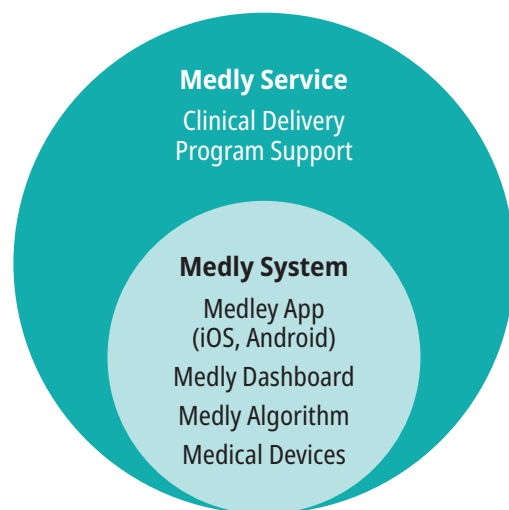 Medly Service
Clinical Delivery
Program Support
Medly System
Medley App
(iOS, Android)
Medly Dashboard
Medly Algorithm
Medical Devices